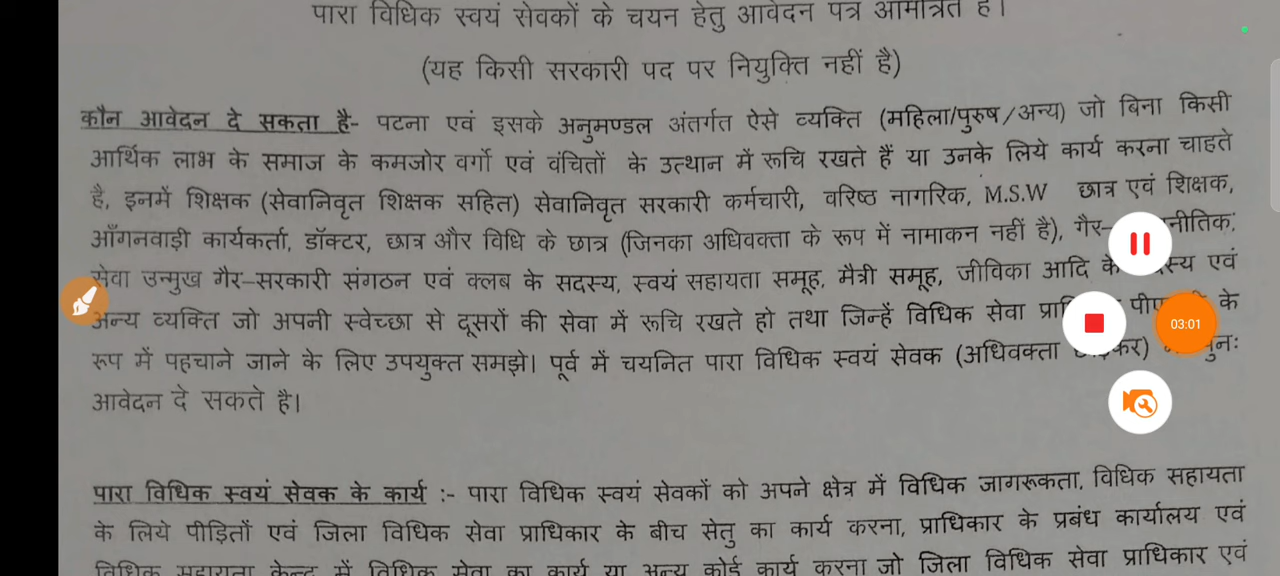 पारा विधिक स्वयं सेवकों के चयन हेतु आवेदन पत्र आमंत्रित है।
(यह किसी सरकारी पद पर नियुक्ति नहीं है)
कौन आवेदन दे सकता है- पटना एवं इसके अनुमण्डल अंतर्गत ऐसे व्यक्ति (महिला/पुरुष/अन्य) जो बिना किसी
आर्थिक लाभ के समाज के कमजोर वर्गो एवं वंचितों के उत्थान में रूचि रखते हैं या उनके लिये कार्य करना चाहते
है, इनमें शिक्षक (सेवानिवृत शिक्षक सहित) सेवानिवृत सरकारी कर्मचारी, वरिष्ठ नागरिक, M.S.W छात्र एवं शिक्षक,
आँगनवाड़ी कार्यकर्ता, डॉक्टर, छात्र और विधि के छात्र (जिनका अधिवक्ता के रूप में नामाकन नहीं है), गैर-
सेवा उन्मुख गैर-सरकारी संगठन एवं क्लब के सदस्य, स्वयं सहायता समूह, मैत्री समूह, जीविका आदि के एवं
अन्य व्यक्ति जो अपनी स्वेच्छा से दूसरों की सेवा में रूचि रखते हो तथा जिन्हें विधिक सेवा के
03:01
रूप में पहचाने जाने के लिए उपयुक्त समझे। पूर्व में चयनित पारा विधिक स्वयं सेवक (अधिवक्ता
आवेदन दे सकते है।
पारा विधिक स्वयं सेवक के कार्य :- पारा विधिक स्वयं सेवकों को अपने क्षेत्र में विधिक जागरूकता, विधिक सहायता
के लिये पीड़ितों एवं जिला विधिक सेवा प्राधिकार के बीच सेतु का कार्य करना, प्राधिकार के प्रबंध कार्यालय एवं
विधिक सहायता केन्द्र में विधिक सेवा का कार्य या अन्य कोई कार्य करना जो जिला विधिक सेवा प्राधिकार एवं